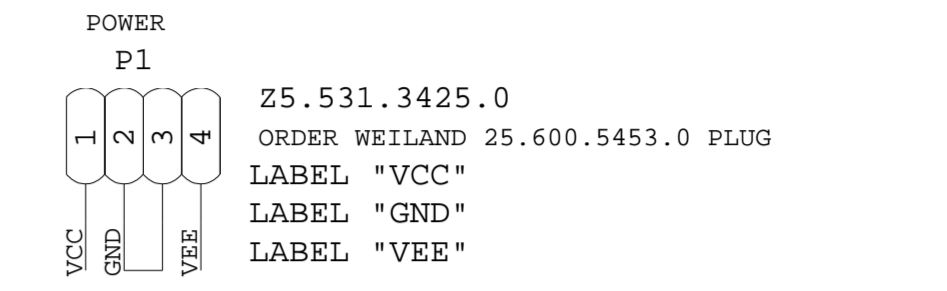 POWER
P1
1 2 3 4
Z5.531.3425.0
ORDER WEILAND 25.600.5453.0 PLUG
LABEL "VCC"
LABEL "GND"
LABEL "VEE"
VCC GND VEE